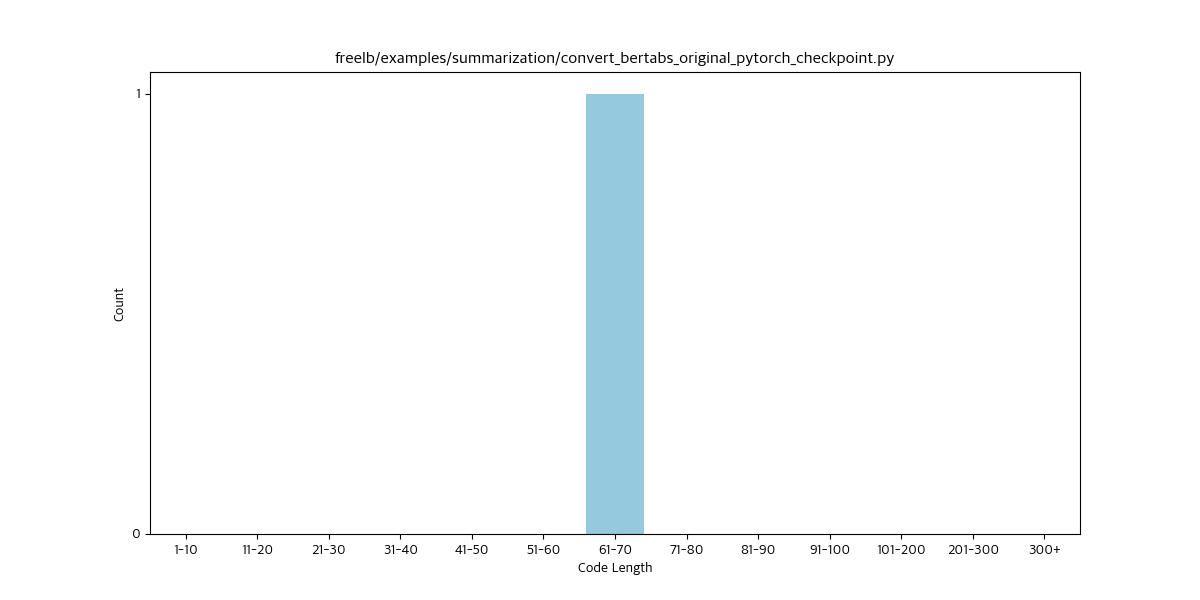 freelb/examples/summarization/convert_bertabs_original_pytorch_checkpoint.py
1
Count
0
1-10 11-20 21-30 31-40 41-50 51-60 61-70 71-80 81-90 91-100 101-200 201-300 300+
Code Length